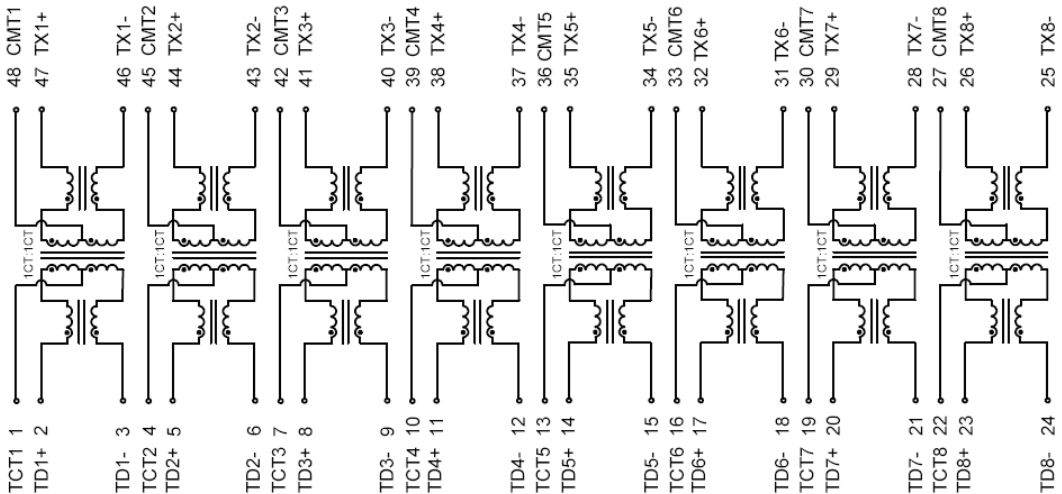 48 CMT1
47 TX1+
46 TX1-
45 CMT2
44 TX2+
43 TX2-
42 CMT3
41 TX3+
40 TX3-
39 CMT4
38 TX4+
37 TX4-
36 CMT5
35 TX5+
34 TX5-
33 CMT6
32 TX6+
31 TX6-
30 CMT7
29 TX7+
28 TX7-
27 CMT8
26 TX8+
25 TX8-
1CT:1CT
1CT:1CT
1CT:1CT
1CT:1CT
1CT:1CT
1CT:1CT
1CT:1CT
1CT:1CT
TCT1 1
TD1+ 2
TD1- 3
TCT2 4
TD2+ 5
TD2- 6
TCT3 7
TD3+ 8
TD3- 9
TCT4 10
TD4+ 11
TD4- 12
TCT5 13
TD5+ 14
TD5- 15
TCT6 16
TD6+ 17
TD6- 18
TCT7 19
TD7+ 20
TD7- 21
TCT8 22
TD8+ 23
TD8- 24